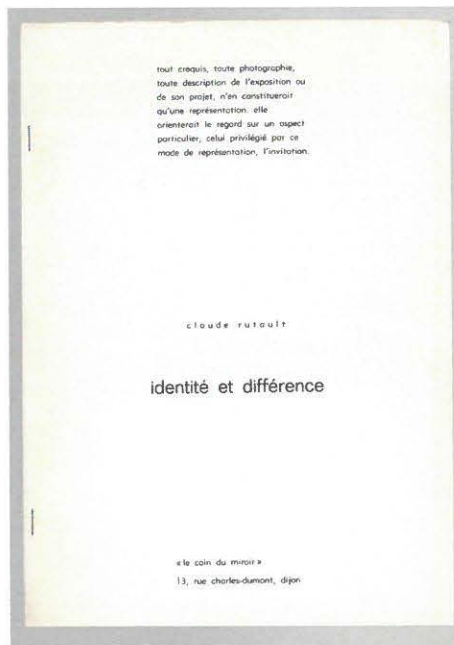 tout croquis, toute photographie,
toute description de l'exposition ou
de son projet, n'en constitueroit
qu'une représentation. elle
orienterait le regard sur un aspect
particulier, celui privilégié par ce
mode de représentation, l'invitation.
claude rutault
identité et différence
« le coin du miroir »
13, rue charles-dumont, dijon